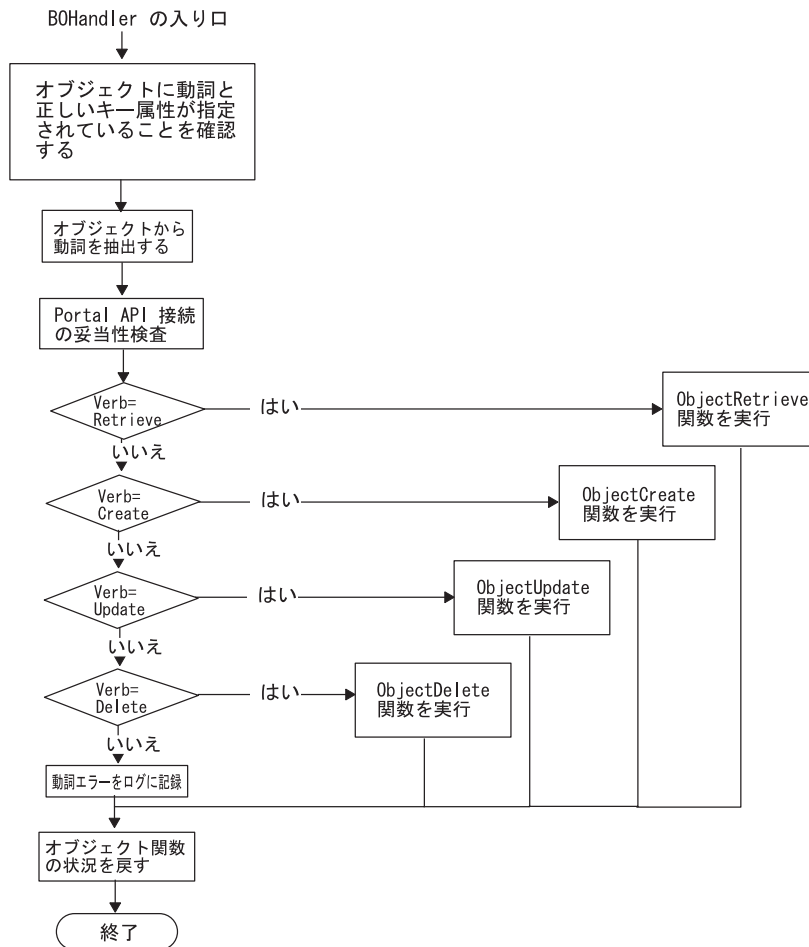 BOHandler の入り口
オブジェクトに動詞と
正しいキー属性が指定
されていることを確認
する
オブジェクトから
動詞を抽出する
Portal API 接続
の妥当性検査
Verb=
Retrieve
はい
ObjectRetrieve
関数を実行
いいえ
Verb=
Create
はい
ObjectCreate
関数を実行
いいえ
Verb=
Update
はい
ObjectUpdate
関数を実行
いいえ
Verb=
Delete
はい
ObjectDelete
関数を実行
いいえ
動詞エラーをログに記録
オブジェクト関数
の状況を戻す
終了